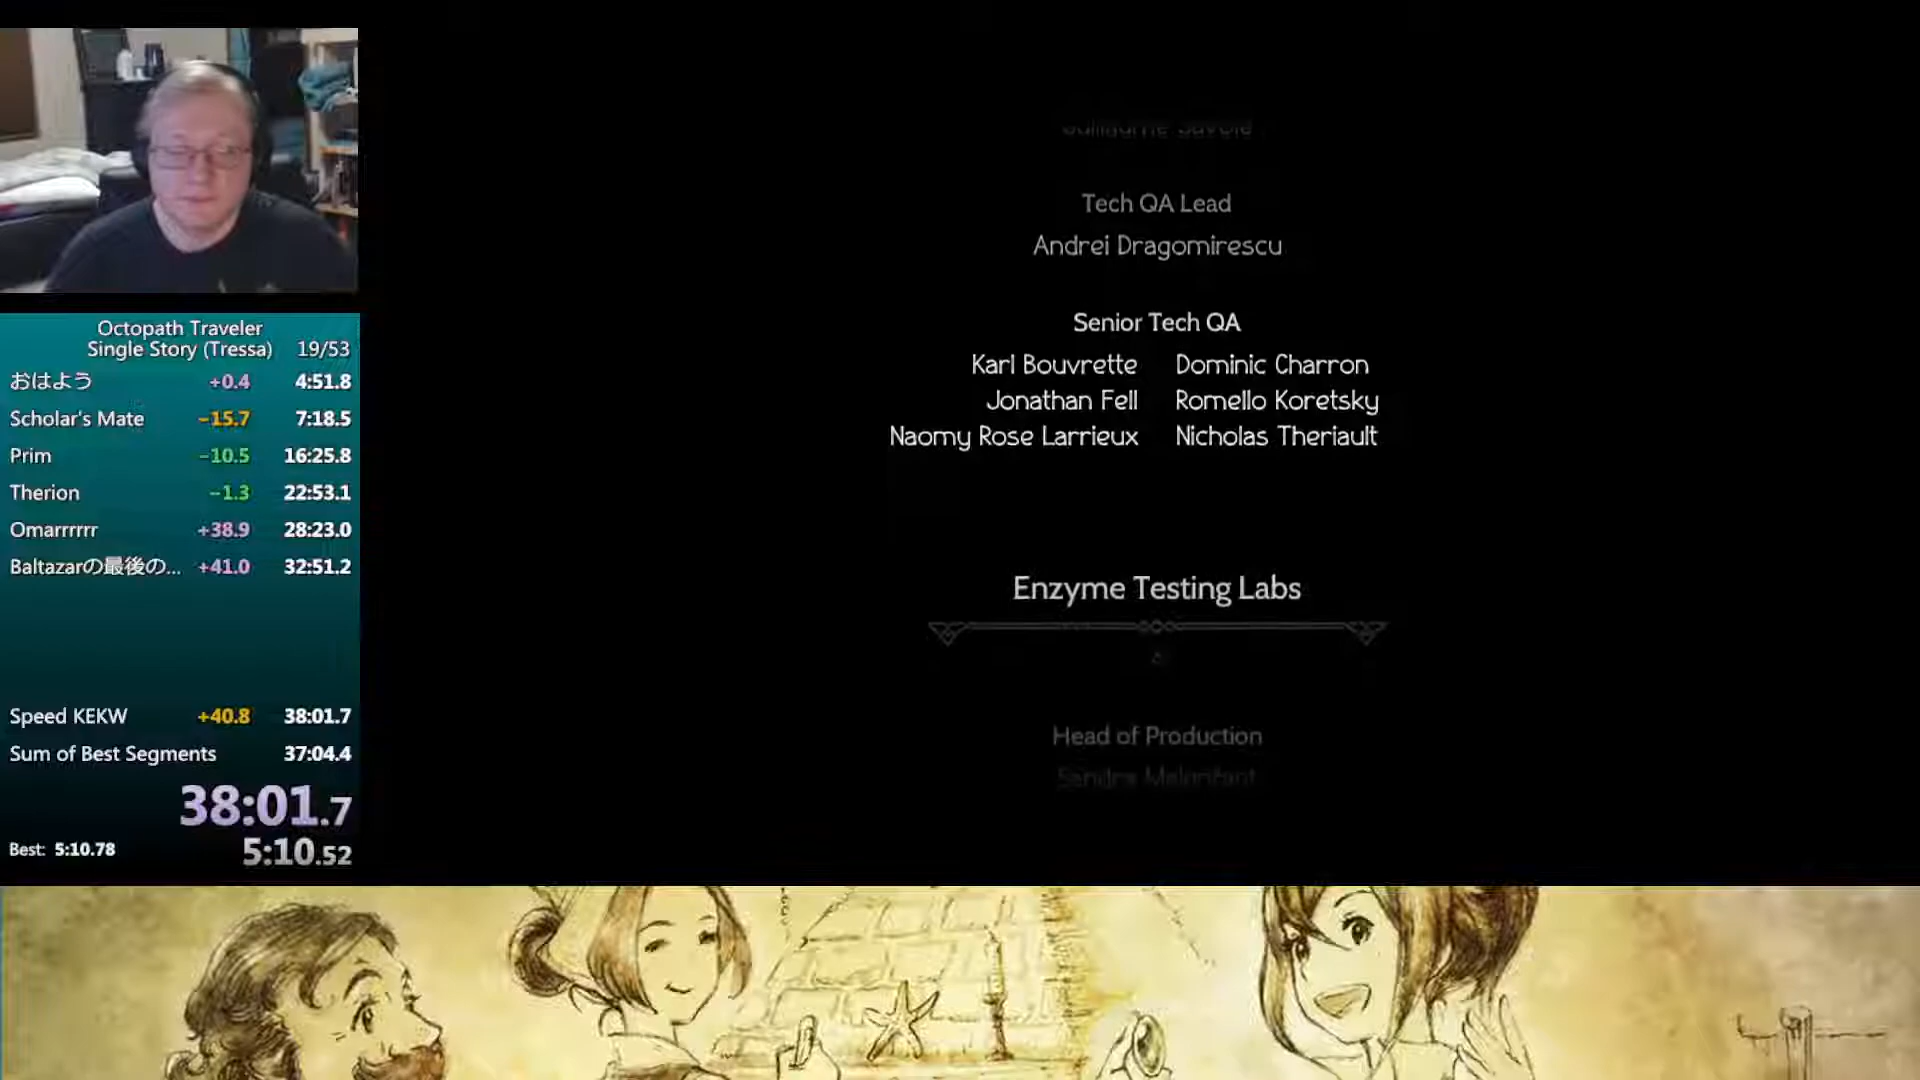 Octopath Traveler
Single Story (Tressa) 19/53
おはよう +0.4 4:51.8
Scholar's Mate −15.7 7:18.5
Prim −10.5 16:25.8
Therion −1.3 22:53.1
Omarrrrrr +38.9 28:23.0
Baltazarの最後の... +41.0 32:51.2
Speed KEKW +40.8 38:01.7
Sum of Best Segments 37:04.4
38:01.7
Best: 5:10.78 5:10.52
Guillaume Savoie
Tech QA Lead
Andrei Dragomirescu
Senior Tech QA
Karl Bouvrette Dominic Charron
Jonathan Fell Romello Koretsky
Naomy Rose Larrieux Nicholas Theriault
Enzyme Testing Labs
Head of Production